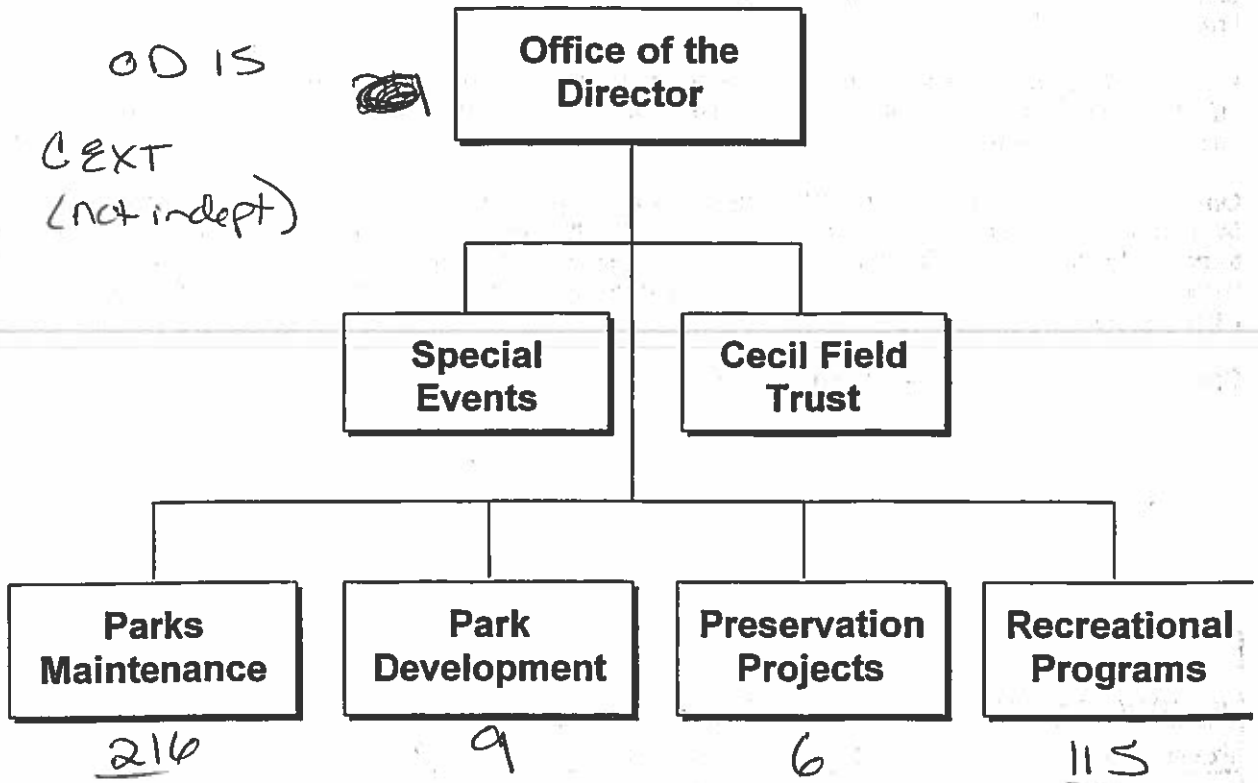 OD 15
Office of the
Director
CEXT
(not indept)
Special
Events
Cecil Field
Trust
Parks
Maintenance
Park
Development
Preservation
Projects
Recreational
Programs
216
9
6
115